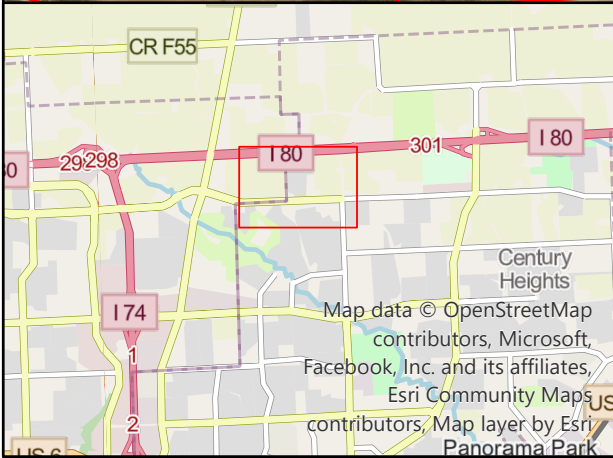 CR F55
I 80
301
I 80
298
I 74
1
Century
Heights
2
Map data © OpenStreetMap
contributors, Microsoft,
Facebook, Inc. and its affiliates,
Esri Community Maps
contributors, Map layer by Esri
US 6
US
Panorama Park